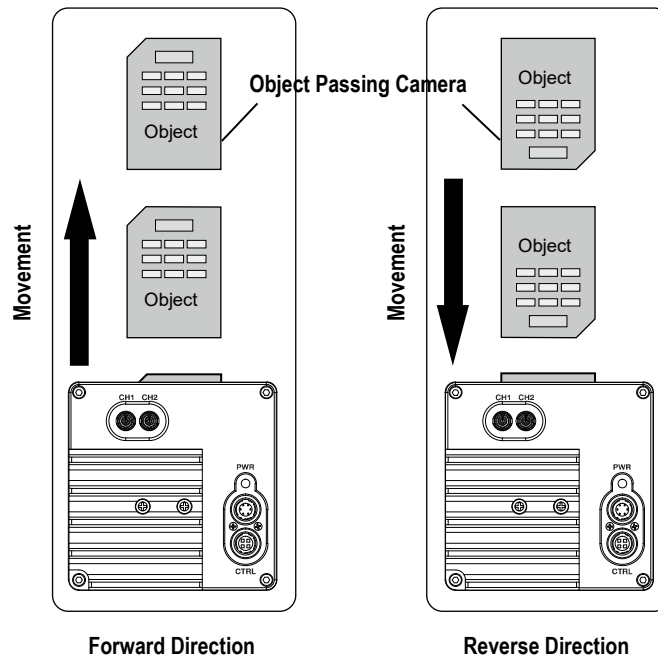 Object Passing Camera
Object
Object
Movement
CH1 CH2
PWR
CTRL
Forward Direction
Object
Object
Movement
CH1 CH2
PWR
CTRL
Reverse Direction